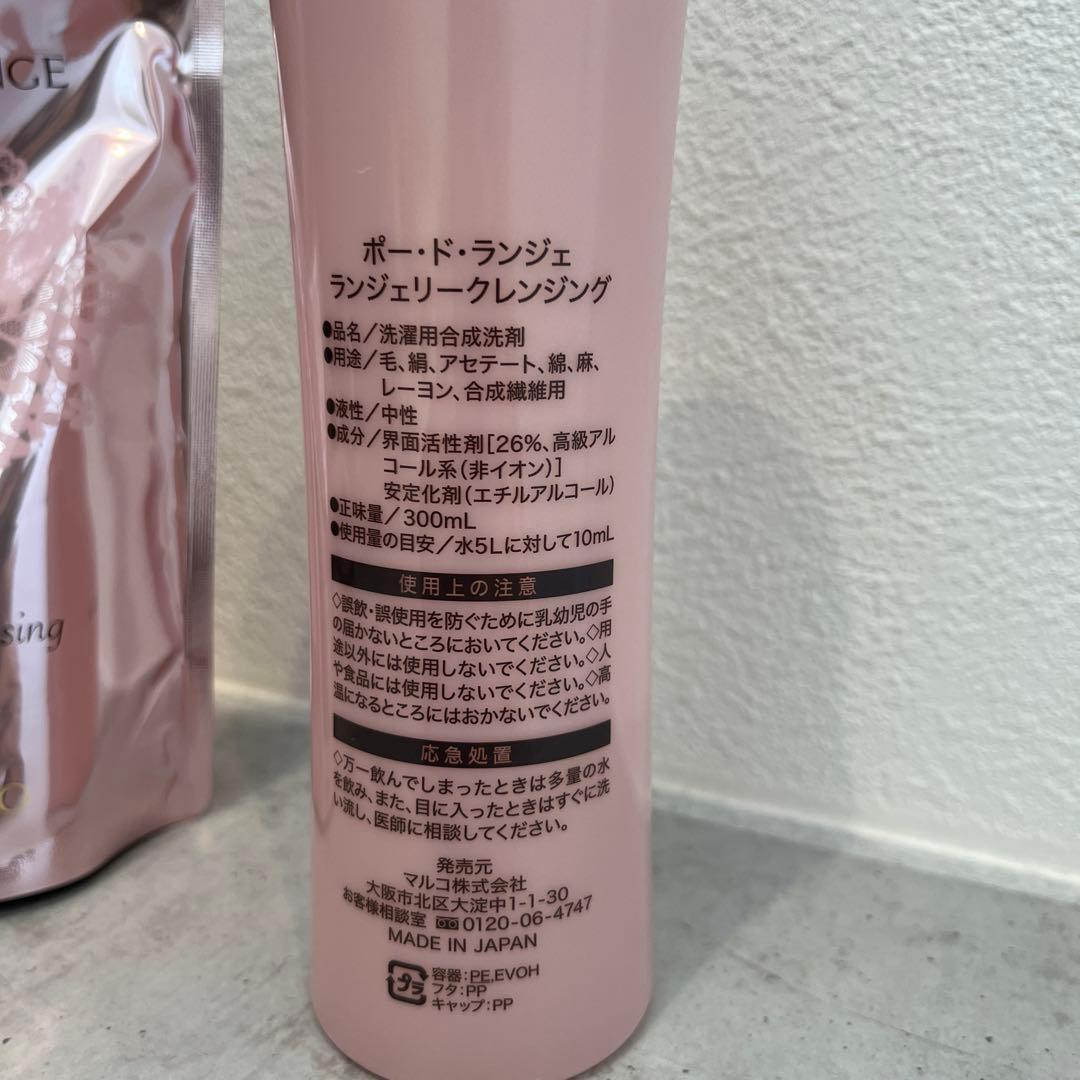 ポー・ド・ランジェ
ランジェリークレンジング
●品名/洗濯用合成洗剤
●用途/毛、絹、アセテート、綿、麻、
レーヨン、合成繊維用
●液性/中性
●成分/界面活性剤[26%、高級アル
コール系(非イオン)]
安定化剤(エチルアルコール)
●正味量/300mL
●使用量の目安/水5Lに対して10mL
使用上の注意
◇誤飲・誤使用を防ぐために乳幼児の手
の届かないところにおいてください。◇用
途以外には使用しないでください。◇人
や食品には使用しないでください。◇高
温になるところにはおかないでください。
応急処置
◇万一飲んでしまったときは多量の水
を飲み、また、目に入ったときはすぐに洗
い流し、医師に相談してください。
発売元
マルコ株式会社
大阪市北区大淀中1-1-30
お客様相談室 0120-06-4747
MADE IN JAPAN
プラ
容器:PE,EVOH
フタ:PP
キャップ:PP